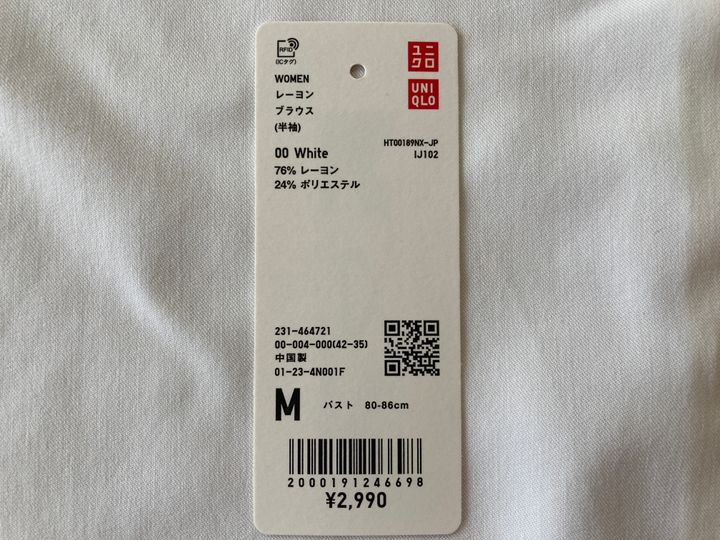 RFID
(ICタグ)
ユニ
クロ
UNI
QLO
WOMEN
レーヨン
ブラウス
(半袖)
HT00189NX-JP
00 White
IJ102
76% レーヨン
24% ポリエステル
231-464721
00-004-000(42-35)
中国製
01-23-4N001F
M バスト 80-86cm
2000191246698
¥2,990